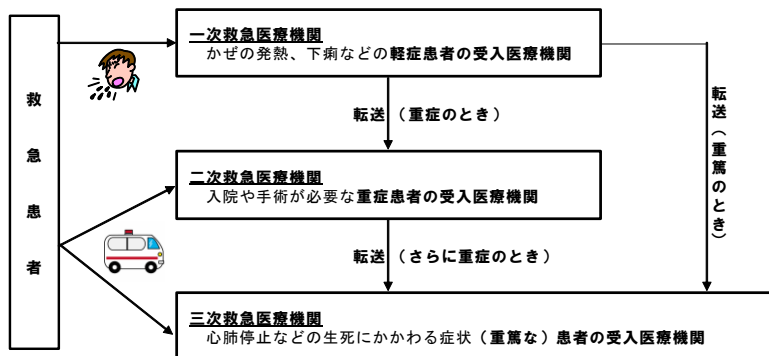 救急患者
一次救急医療機関
かぜの発熱、下痢などの軽症患者の受入医療機関
転送（重症のとき）
転送（重篤のとき）
二次救急医療機関
入院や手術が必要な重症患者の受入医療機関
転送（さらに重症のとき）
三次救急医療機関
心肺停止などの生死にかかわる症状（重篤な）患者の受入医療機関